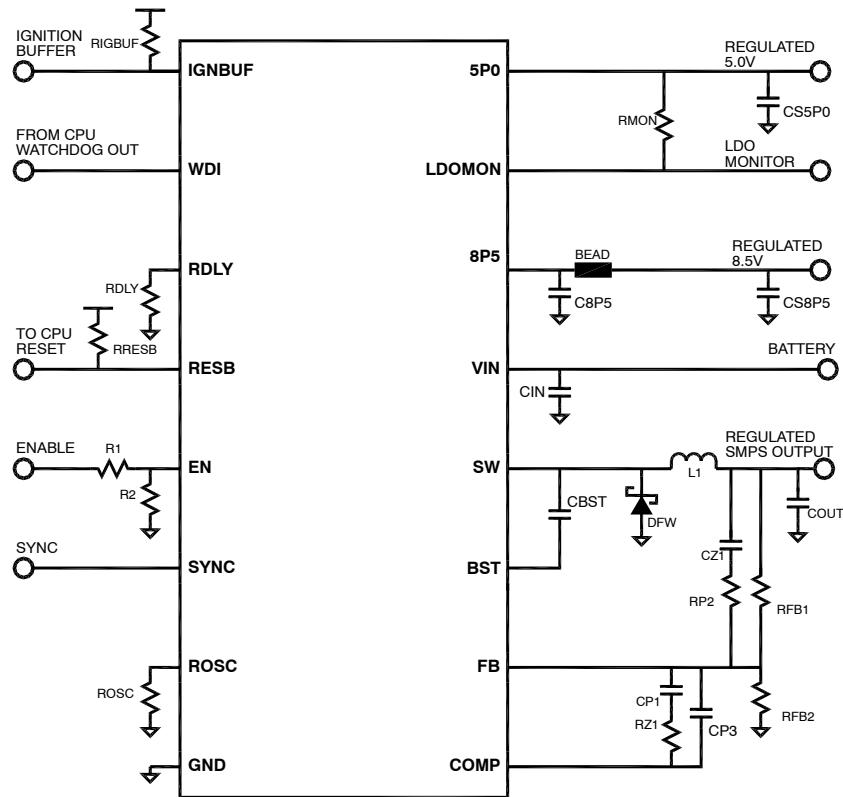 IGNITION
BUFFER
RIGBUF
IGNBUF
5P0
REGULATED
5.0V
CS5P0
RMON
FROM CPU
WATCHDOG OUT
WDI
LDOMON
LDO
MONITOR
RDLY
RDLY
8P5
BEAD
REGULATED
8.5V
C8P5
CS8P5
TO CPU
RESET
RRESB
RESB
VIN
BATTERY
CIN
ENABLE
R1
R2
EN
SW
L1
REGULATED
SMPS OUTPUT
CBST
DFW
COUT
SYNC
SYNC
BST
CZ1
RP2
RFB1
ROSC
ROSC
FB
CP1
RZ1
CP3
RFB2
GND
COMP